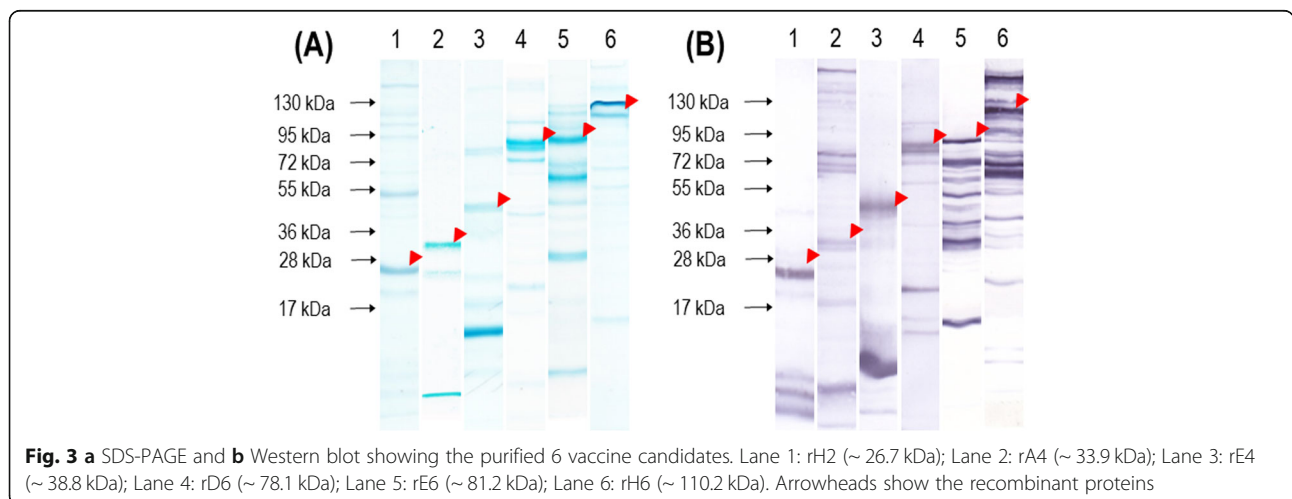 (A) 1 2 3 4 5 6
130 kDa
95 kDa
72 kDa
55 kDa
36 kDa
28 kDa
17 kDa
(B) 1 2 3 4 5 6
130 kDa
95 kDa
72 kDa
55 kDa
36 kDa
28 kDa
17 kDa
Fig. 3 a SDS-PAGE and b Western blot showing the purified 6 vaccine candidates. Lane 1: rH2 (~ 26.7 kDa); Lane 2: rA4 (~ 33.9 kDa); Lane 3: rE4
(~ 38.8 kDa); Lane 4: rD6 (~ 78.1 kDa); Lane 5: rE6 (~ 81.2 kDa); Lane 6: rH6 (~ 110.2 kDa). Arrowheads show the recombinant proteins